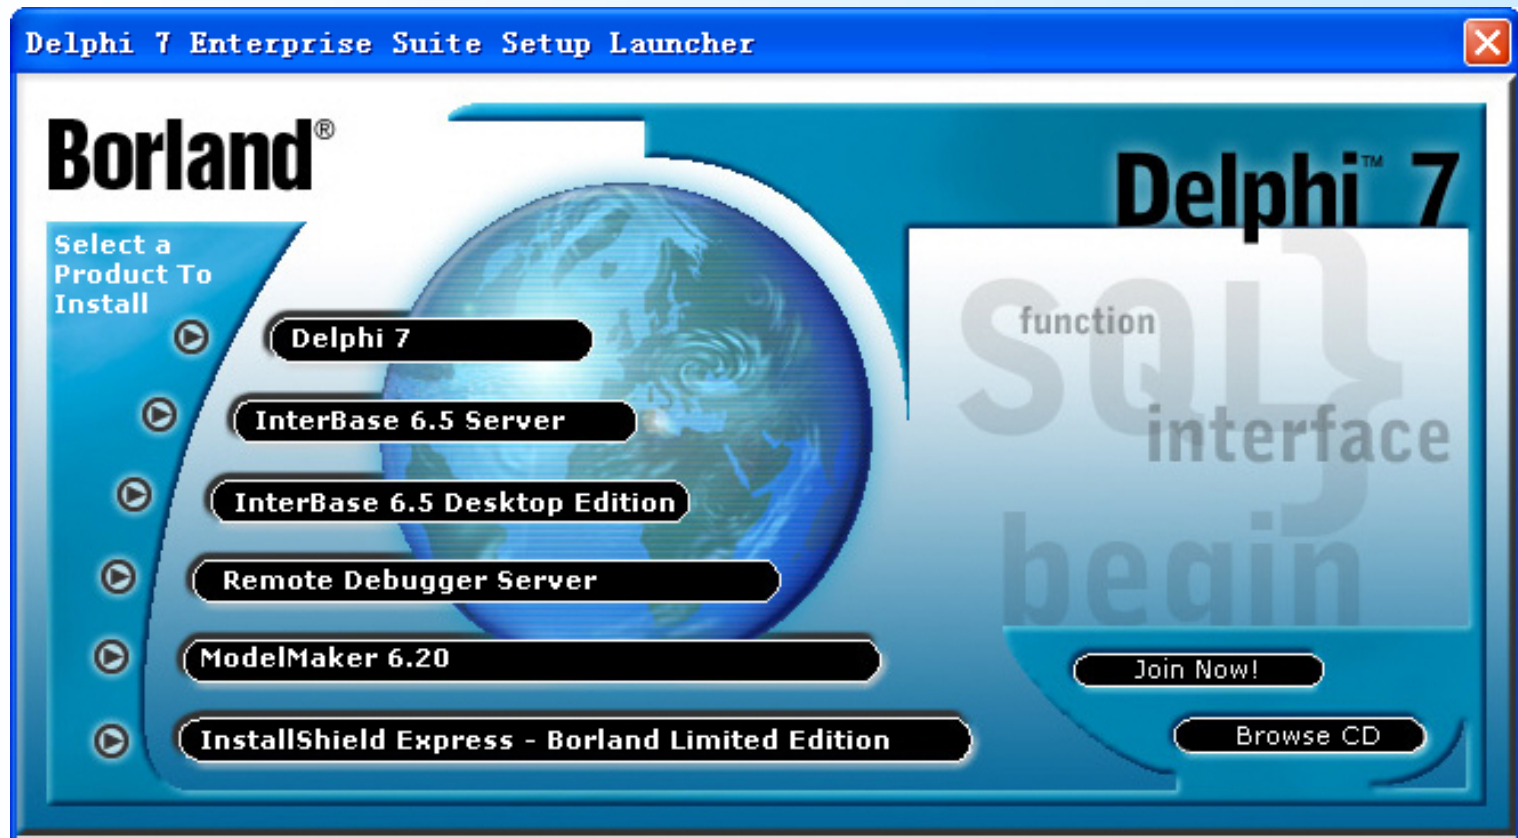 Delphi 7 Enterprise Suite Setup Launcher
Borland®
Delphi™ 7
Select a
Product To
Install
Delphi 7
InterBase 6.5 Server
InterBase 6.5 Desktop Edition
Remote Debugger Server
ModelMaker 6.20
InstallShield Express - Borland Limited Edition
SQL}
function
interface
begin
Join Now!
Browse CD